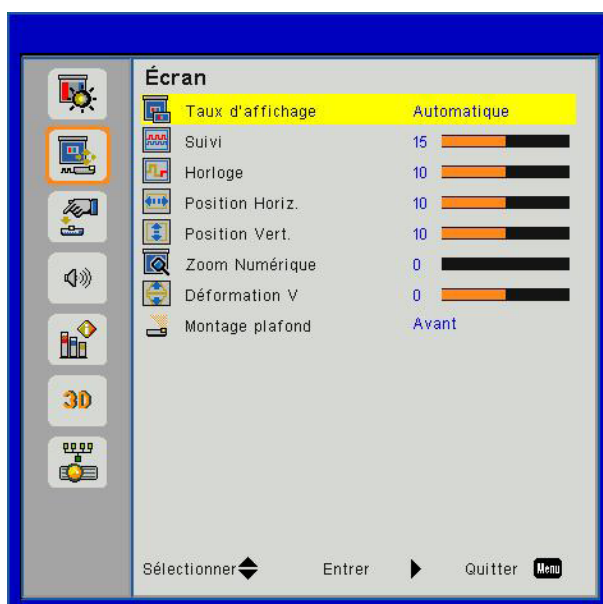 Écran
Taux d'affichage Automatique
Suivi 15
Horloge 10
Position Horiz. 10
Position Vert. 10
Zoom Numérique 0
Déformation V 0
Montage plafond Avant
3D
Sélectionner Entrer Quitter Menu